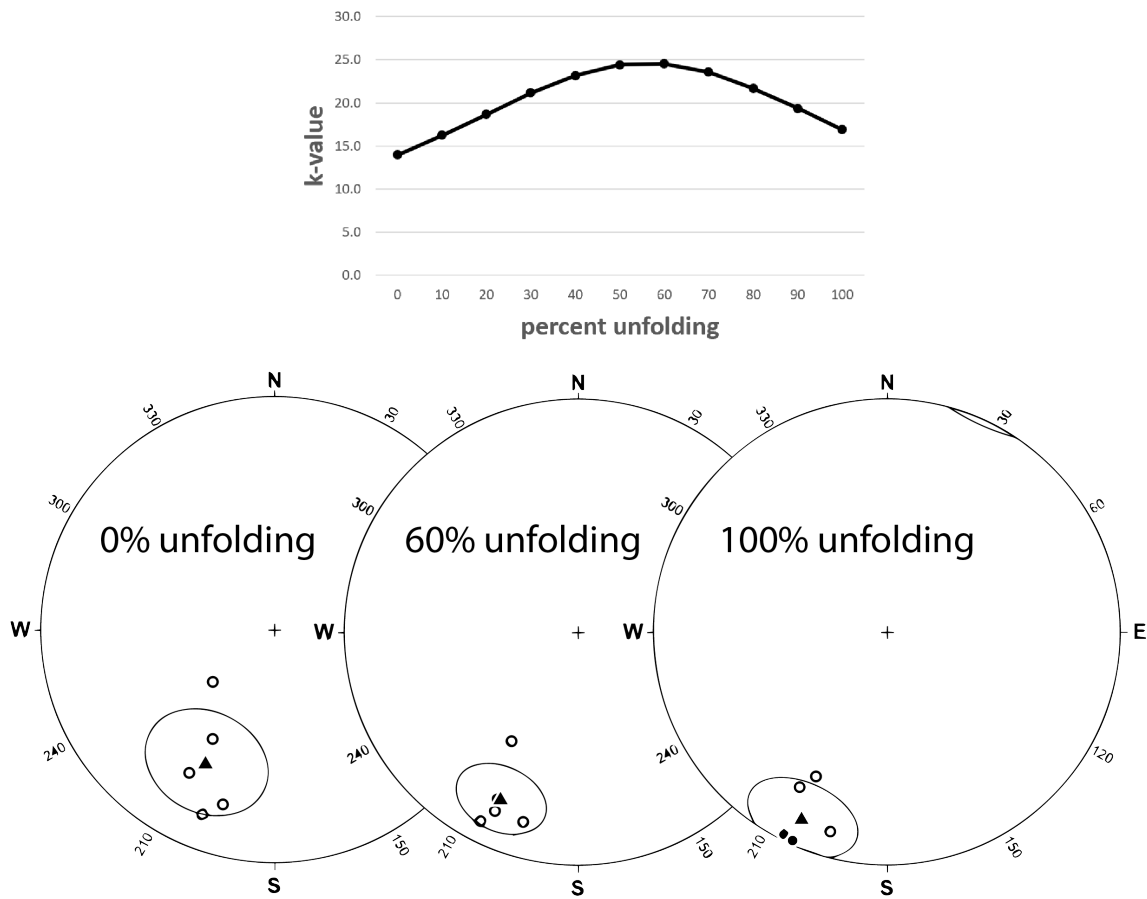 30.0
25.0
20.0
15.0
10.0
5.0
0.0
k-value
0 10 20 30 40 50 60 70 80 90 100
percent unfolding
N N N
330 30 330 30 330 30
300 300 300 60
0% unfolding 60% unfolding 100% unfolding
W W W E
240 240 240 120
210 150 210 150 210 150
S S S